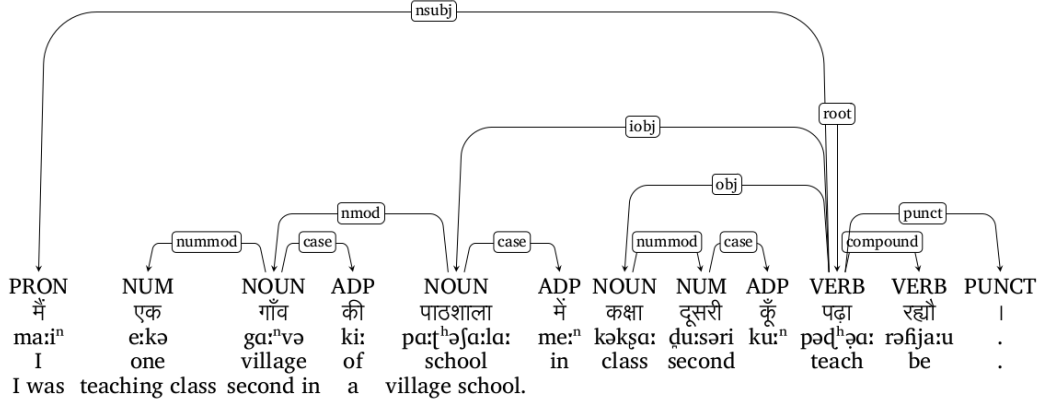 nsubj
root
iobj
obj
nmod punct
nummod case case nummod case compound
PRON NUM NOUN ADP NOUN ADP NOUN NUM ADP VERB VERB PUNCT
मैं एक गाँव की पाठशाला में कक्षा दूसरी कूँ पढ़ा रह्यौ ।
maːiⁿ eːkə gɑːⁿvə kiː pɑːʈʰəʃɑːlɑː meːⁿ kəkʂɑː d̪uːsəri kuːⁿ pəɖʰə̣ɑː rəɦjaːu .
I one village of school in class second teach be .
I was teaching class second in a village school.